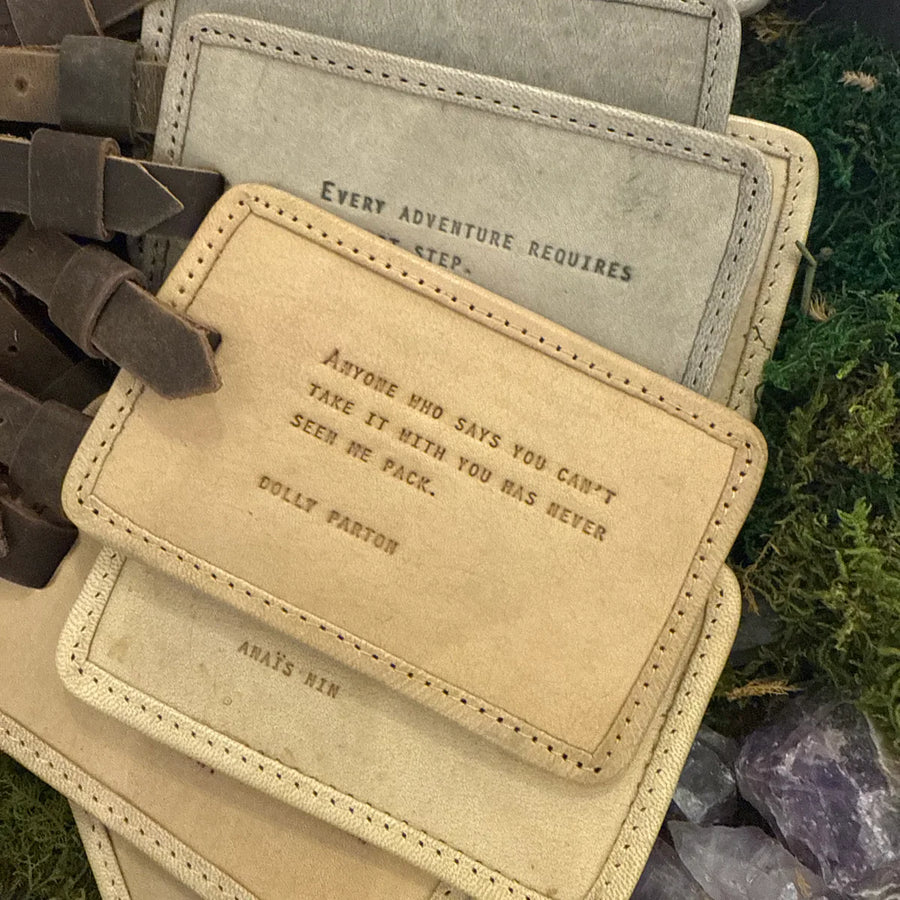 Every adventure requires
step.
Anyone who says you can't
take it with you has never
seen me pack.
Dolly Parton
Anaïs Nin